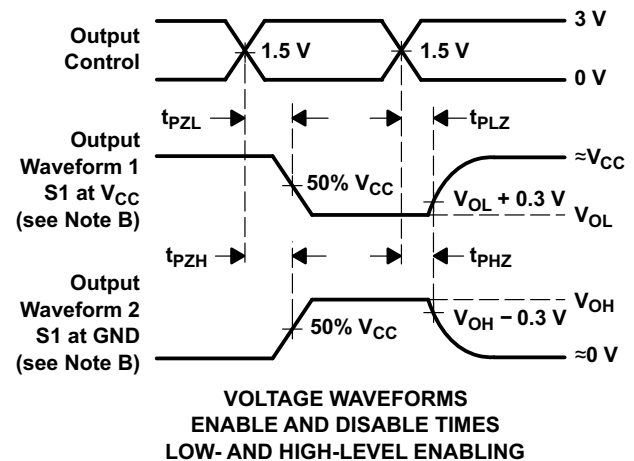 Output
Control
1.5 V
1.5 V
3 V
0 V
tPZL
tPLZ
Output
Waveform 1
S1 at VCC
(see Note B)
50% VCC
≈VCC
VOL + 0.3 V
VOL
tPZH
tPHZ
Output
Waveform 2
S1 at GND
(see Note B)
50% VCC
VOH
VOH − 0.3 V
≈0 V
VOLTAGE WAVEFORMS
ENABLE AND DISABLE TIMES
LOW- AND HIGH-LEVEL ENABLING